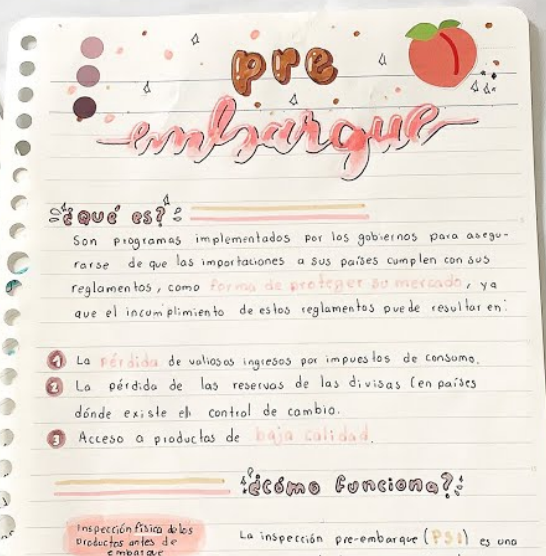 pre
embarque
¿Qué es?
Son programas implementados por los gobiernos para asegu-
rarse de que las importaciones a sus países cumplen con sus
reglamentos, como forma de proteger su mercado, ya
que el incumplimiento de estos reglamentos puede resultar en:
1 La pérdida de valiosos ingresos por impuestos de consumo.
2 La pérdida de las reservas de las divisas (en países
dónde existe el control de cambio.
3 Acceso a productos de baja calidad.
¿cómo funciona?
Inspección física de los
productos antes de
embarque
La inspección pre-embarque (PSI) es una